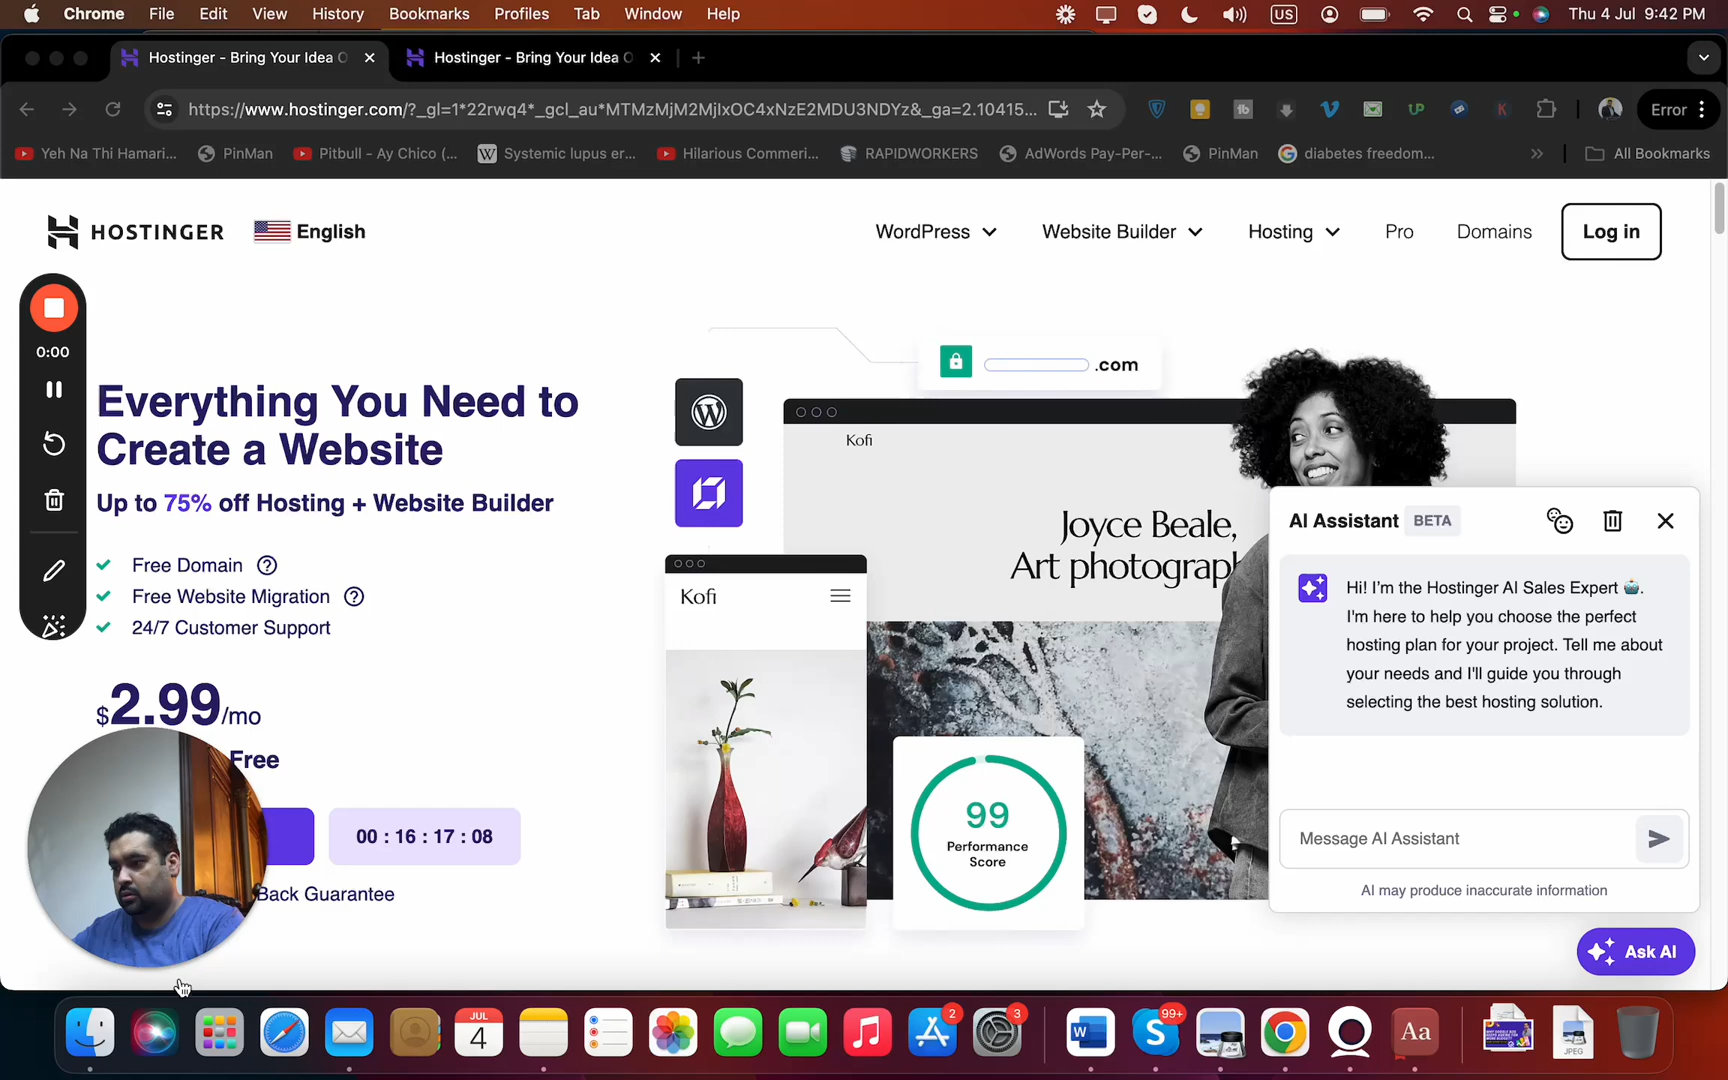 Chrome File Edit View History Bookmarks Profiles Tab Window Help US Thu 4 Jul 9:42 PM
Hostinger - Bring Your Idea O Hostinger - Bring Your Idea O
https://www.hostinger.com/?_gl=1*22rwq4*_gcl_au*MTMzMjM2MjIxOC4xNzE2MDU3NDYz&_ga=2.10415... Error
Yeh Na Thi Hamari... PinMan Pitbull - Ay Chico (... Systemic lupus er... Hilarious Commeri... RAPIDWORKERS AdWords Pay-Per-... PinMan diabetes freedom... All Bookmarks
HOSTINGER English WordPress Website Builder Hosting Pro Domains Log in
0:00
Everything You Need to
Create a Website
Up to 75% off Hosting + Website Builder
Free Domain
Free Website Migration
24/7 Customer Support
$2.99/mo
Free
00 : 16 : 17 : 08
Back Guarantee
.com
Kofi
Joyce Beale,
Art photograph
Kofi
99
Performance
Score
AI Assistant BETA
Hi! I'm the Hostinger AI Sales Expert 🤖.
I'm here to help you choose the perfect
hosting plan for your project. Tell me about
your needs and I'll guide you through
selecting the best hosting solution.
Message AI Assistant
AI may produce inaccurate information
Ask AI
JUL
4
2
3
W
S
99+
Aa
JPEG